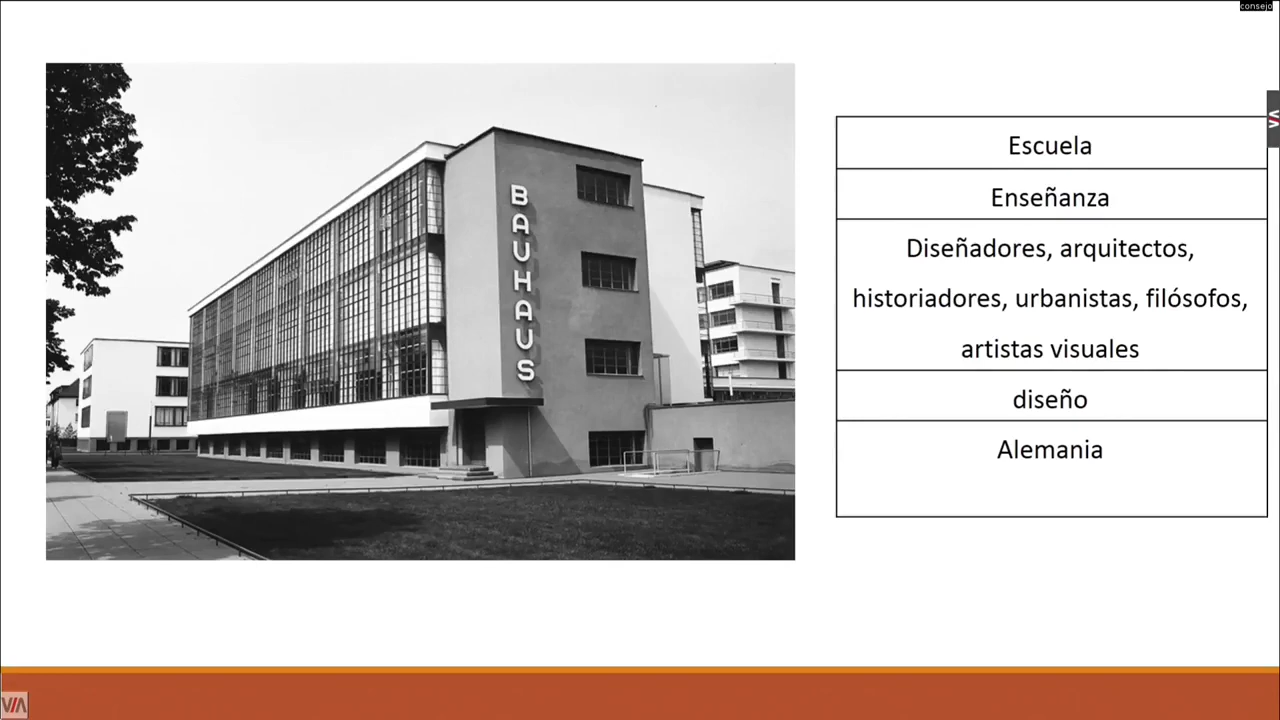 consejo
BAUHAUS
Escuela
Enseñanza
Diseñadores, arquitectos,
historiadores, urbanistas, filósofos,
artistas visuales
diseño
Alemania
VIA